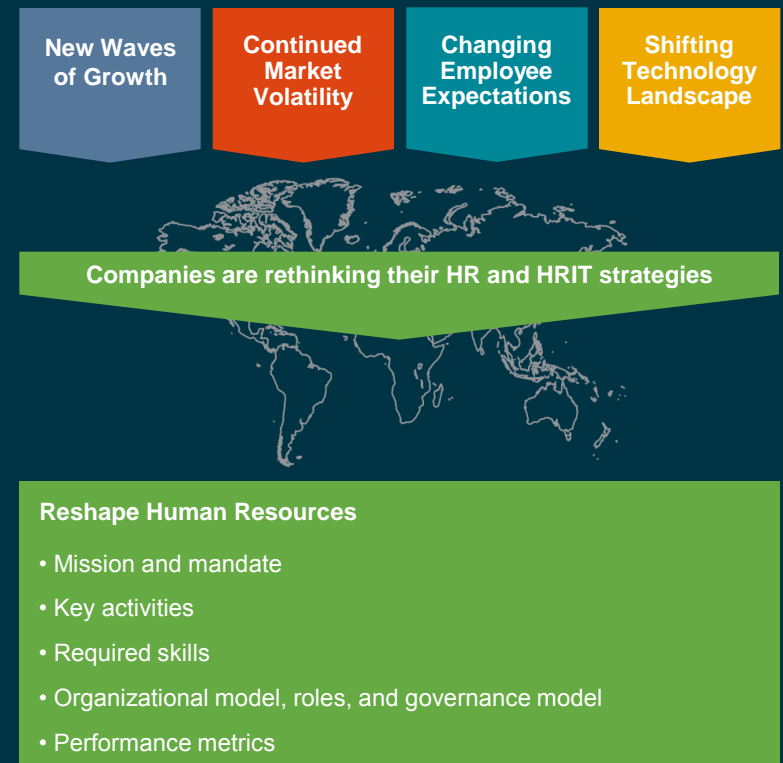 New Waves
of Growth
Continued
Market
Volatility
Changing
Employee
Expectations
Shifting
Technology
Landscape
Companies are rethinking their HR and HRIT strategies
Reshape Human Resources
• Mission and mandate
• Key activities
• Required skills
• Organizational model, roles, and governance model
• Performance metrics